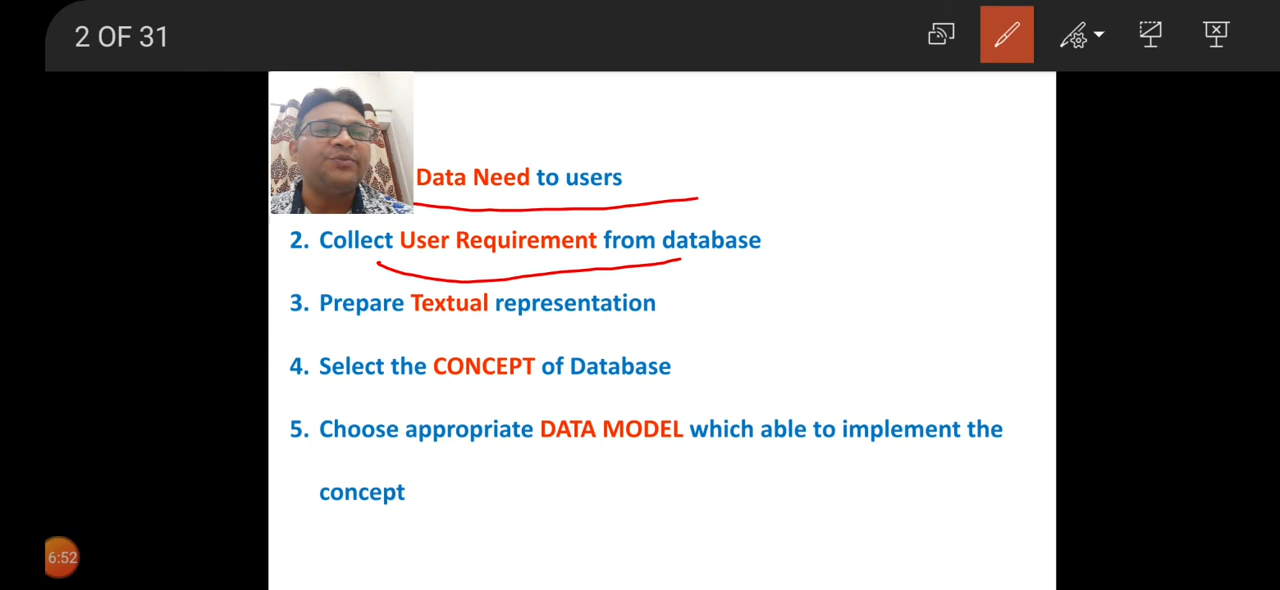 2 OF 31
Data Need to users
2. Collect User Requirement from database
3. Prepare Textual representation
4. Select the CONCEPT of Database
5. Choose appropriate DATA MODEL which able to implement the
concept
6:52